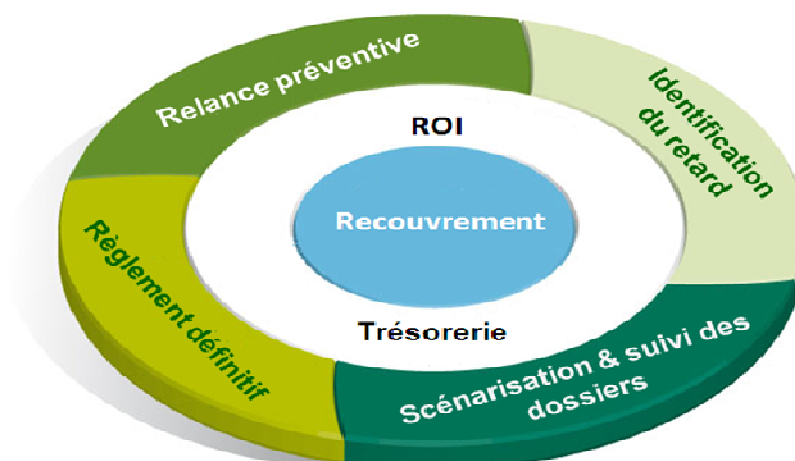 Relance préventive
Identification
du retard
ROI
Recouvrement
Trésorerie
Règlement définitif
Scénarisation & suivi des
dossiers